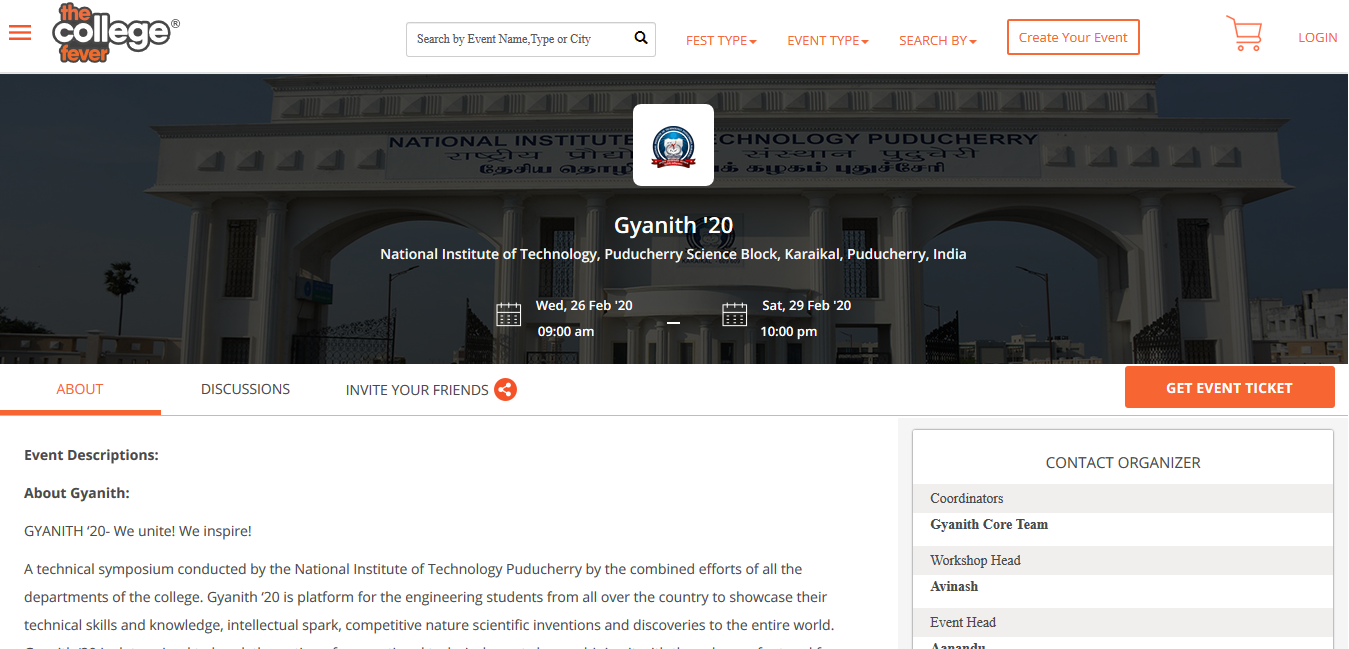 the
college®
fever
Search by Event Name,Type or City
FEST TYPE
EVENT TYPE
SEARCH BY
Create Your Event
LOGIN
NATIONAL INSTITUTE
TECHNOLOGY PUDUCHERRY
राष्ट्रीय
संस्थान पुदुचेरी
தேசிய
கழகம் புதுச்சேரி
Gyanith '20
National Institute of Technology, Puducherry Science Block, Karaikal, Puducherry, India
Wed, 26 Feb '20
09:00 am
–
Sat, 29 Feb '20
10:00 pm
ABOUT
DISCUSSIONS
INVITE YOUR FRIENDS
GET EVENT TICKET
Event Descriptions:
About Gyanith:
GYANITH ‘20- We unite! We inspire!
A technical symposium conducted by the National Institute of Technology Puducherry by the combined efforts of all the
departments of the college. Gyanith ‘20 is platform for the engineering students from all over the country to showcase their
technical skills and knowledge, intellectual spark, competitive nature scientific inventions and discoveries to the entire world.
CONTACT ORGANIZER
Coordinators
Gyanith Core Team
Workshop Head
Avinash
Event Head
Aanandu